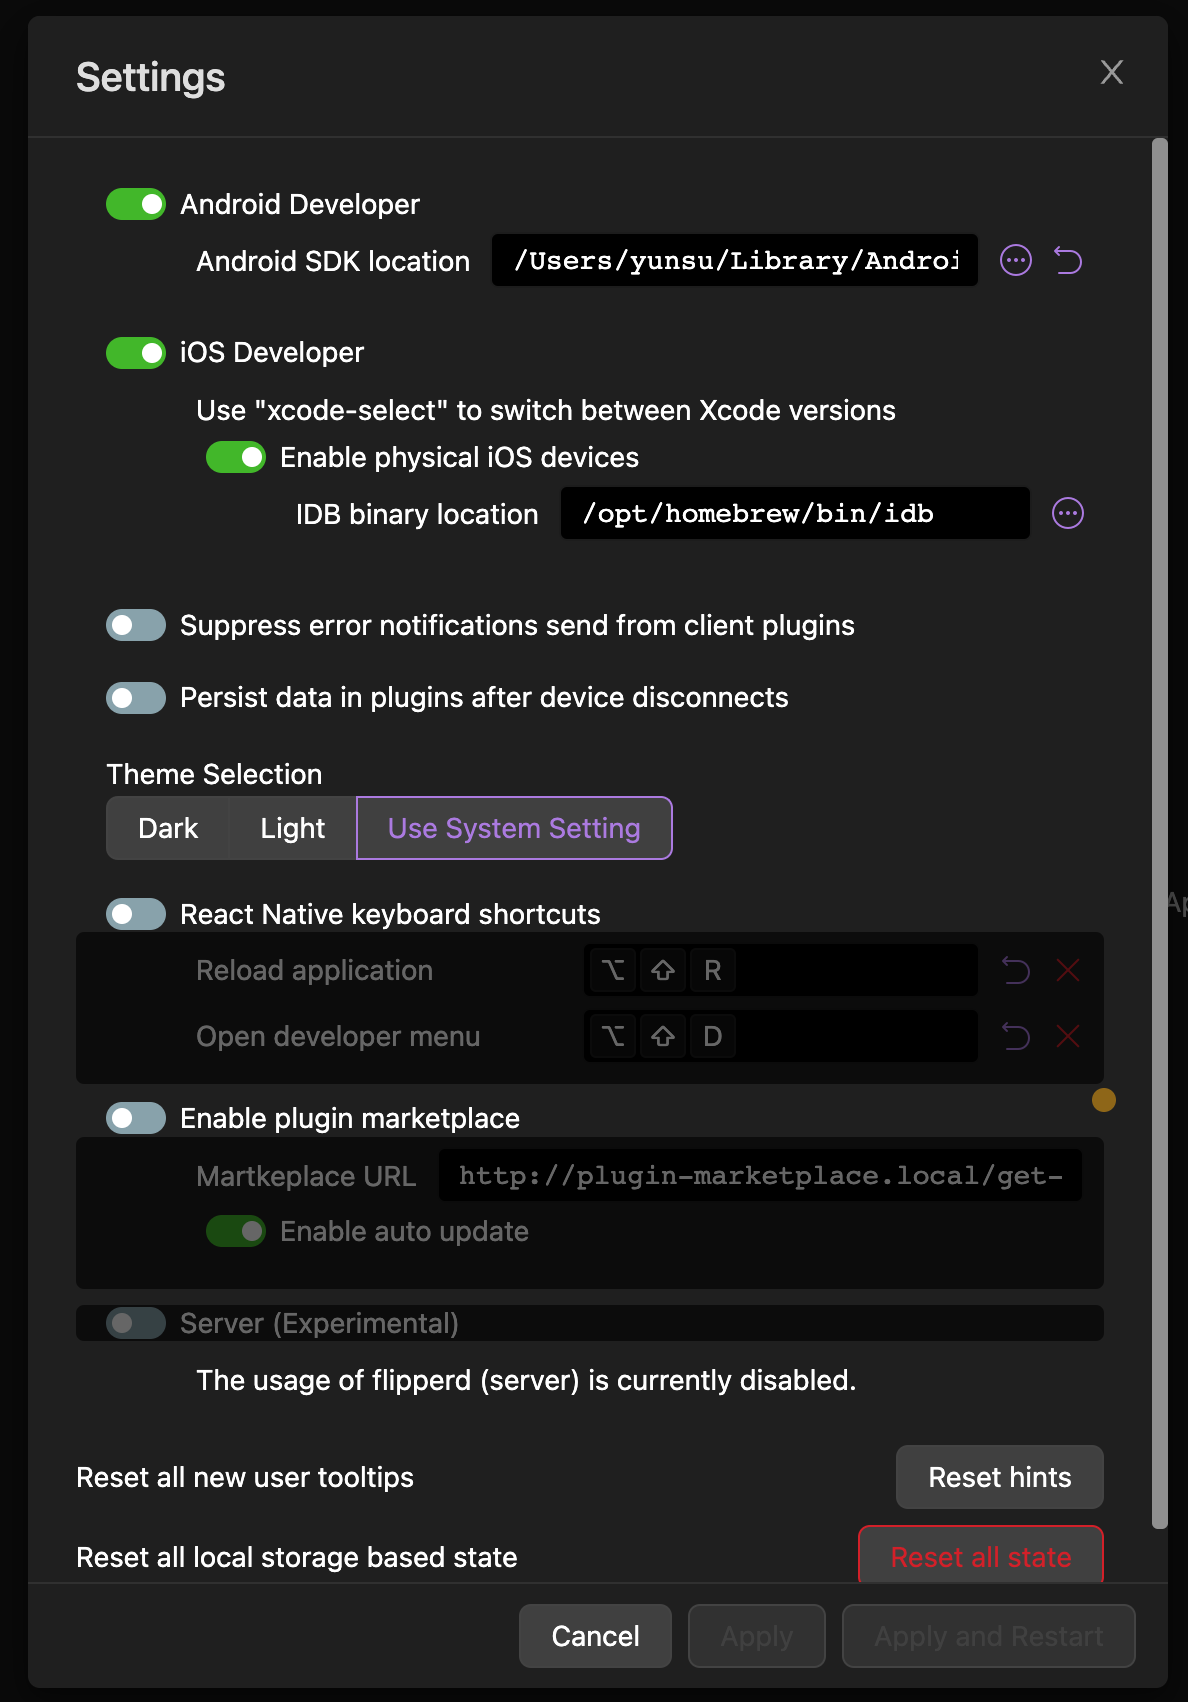 Settings
Android Developer
Android SDK location /Users/yunsu/Library/Androi
iOS Developer
Use "xcode-select" to switch between Xcode versions
Enable physical iOS devices
IDB binary location /opt/homebrew/bin/idb
Suppress error notifications send from client plugins
Persist data in plugins after device disconnects
Theme Selection
Dark Light Use System Setting
React Native keyboard shortcuts
Reload application ⌥ ⇧ R
Open developer menu ⌥ ⇧ D
Enable plugin marketplace
Martkeplace URL http://plugin-marketplace.local/get-
Enable auto update
Server (Experimental)
The usage of flipperd (server) is currently disabled.
Reset all new user tooltips Reset hints
Reset all local storage based state Reset all state
Cancel Apply Apply and Restart